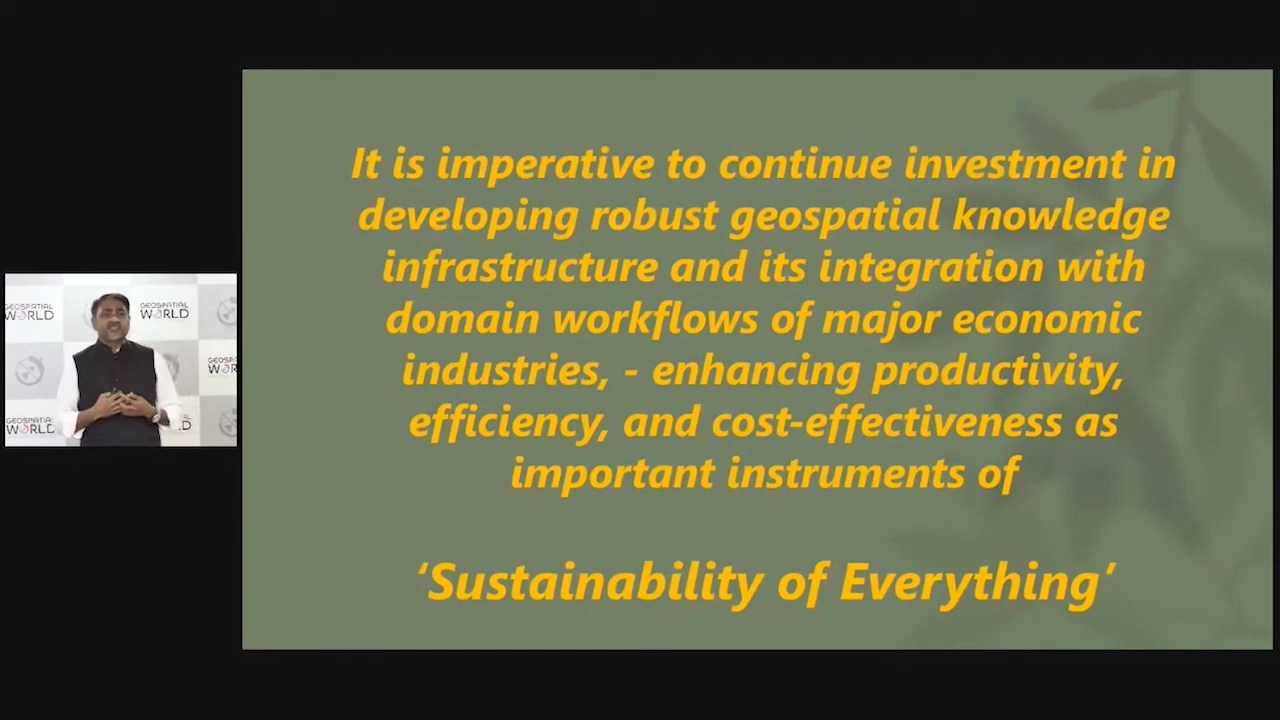 It is imperative to continue investment in
developing robust geospatial knowledge
infrastructure and its integration with
domain workflows of major economic
industries, - enhancing productivity,
efficiency, and cost-effectiveness as
important instruments of
‘Sustainability of Everything’
GEOSPATIAL
WORLD
GEOSPATIAL
WORLD
GEOSPATIAL
WORLD